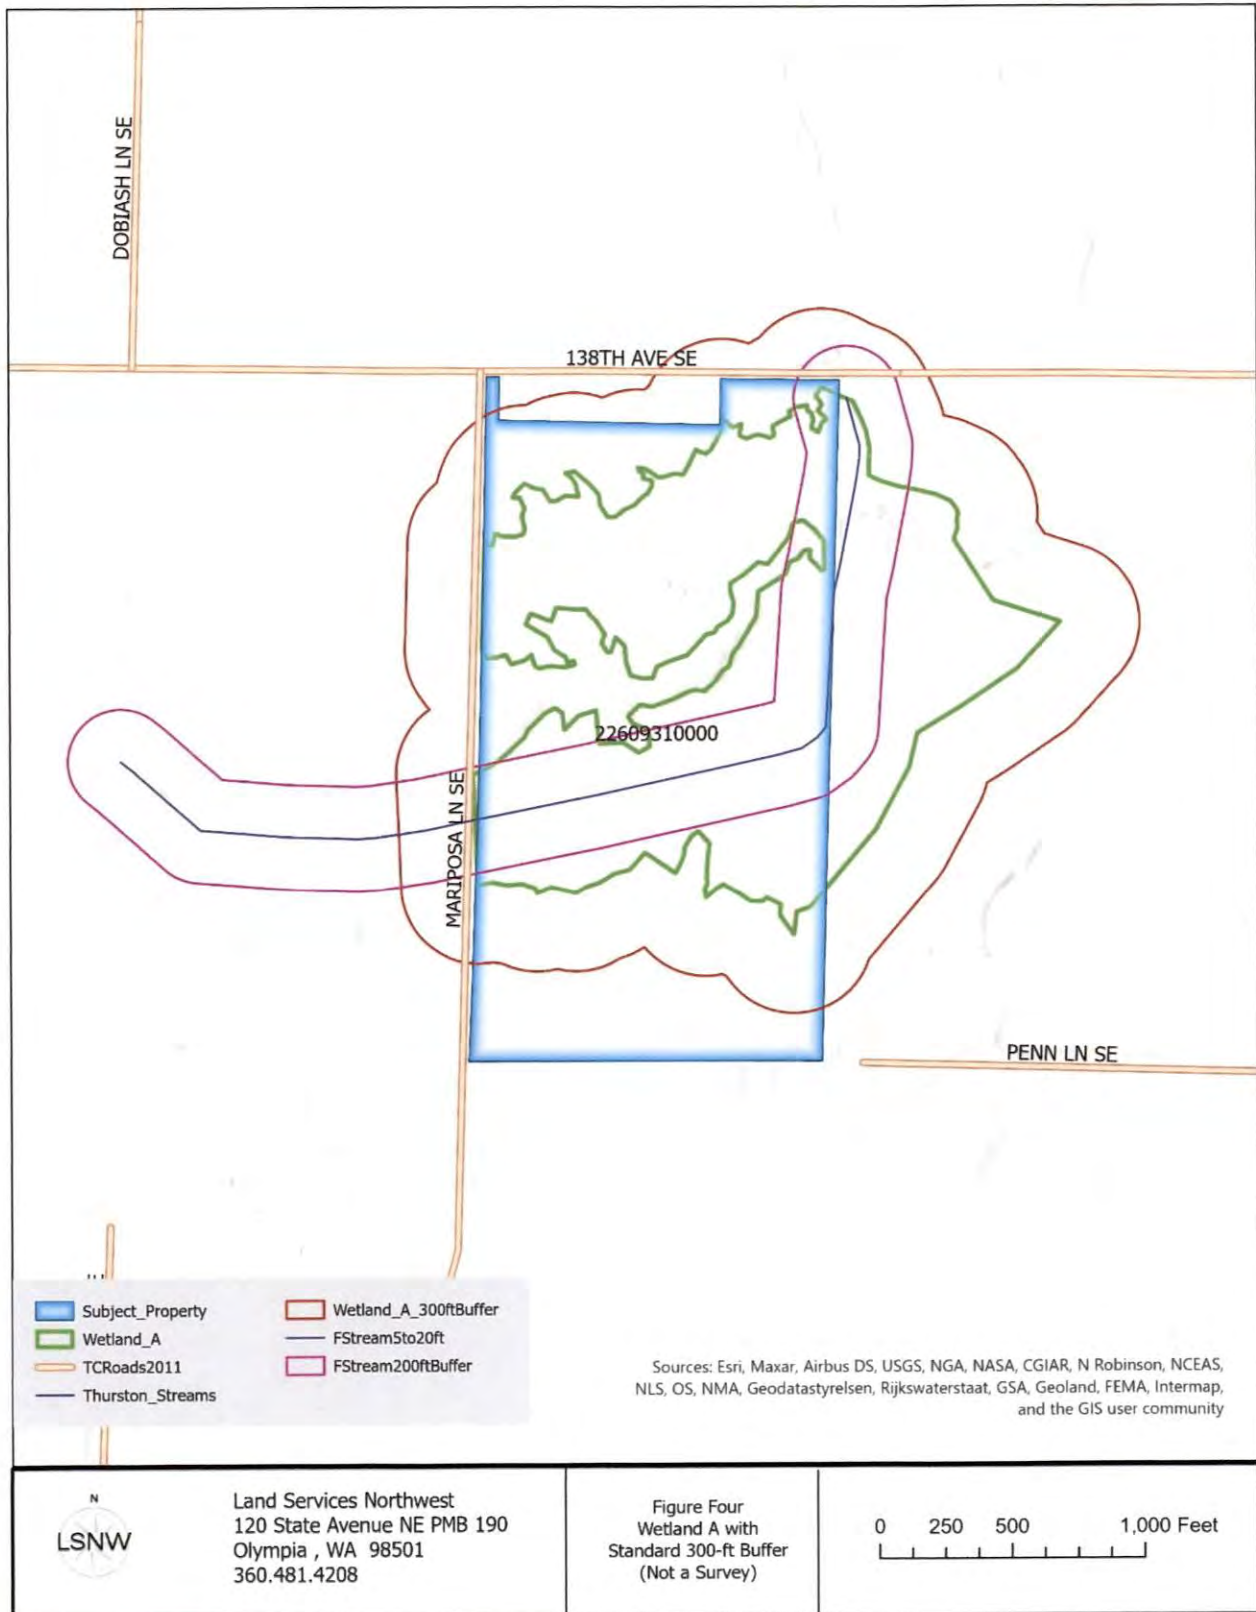 DOBIASH LN SE
138TH AVE SE
22609310000
MARIPOSA LN SE
PENN LN SE
Subject_Property
Wetland_A
TCRoads2011
Thurston_Streams
Wetland_A_300ftBuffer
FStream5to20ft
FStream200ftBuffer
Sources: Esri, Maxar, Airbus DS, USGS, NGA, NASA, CGIAR, N Robinson, NCEAS,
NLS, OS, NMA, Geodatastyrelsen, Rijkswaterstaat, GSA, Geoland, FEMA, Intermap,
and the GIS user community
N
LSNW
Land Services Northwest
120 State Avenue NE PMB 190
Olympia , WA 98501
360.481.4208
Figure Four
Wetland A with
Standard 300-ft Buffer
(Not a Survey)
0 250 500 1,000 Feet